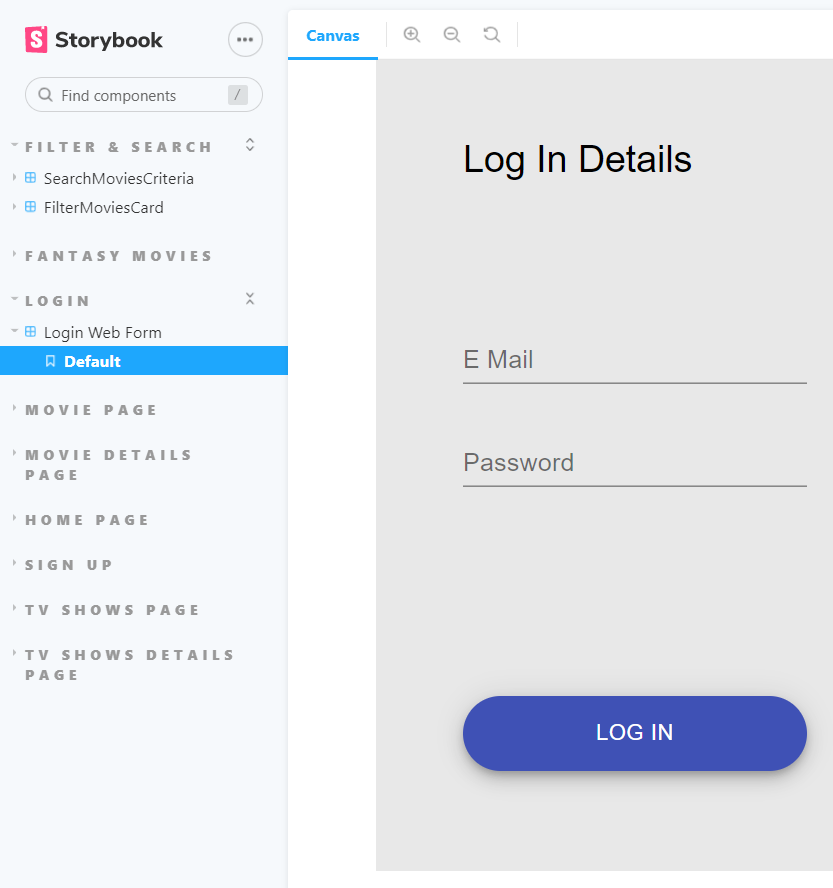 Storybook
Find components /
FILTER & SEARCH
SearchMoviesCriteria
FilterMoviesCard
FANTASY MOVIES
LOGIN
Login Web Form
Default
MOVIE PAGE
MOVIE DETAILS
PAGE
HOME PAGE
SIGN UP
TV SHOWS PAGE
TV SHOWS DETAILS
PAGE
Canvas
Log In Details
E Mail
Password
LOG IN